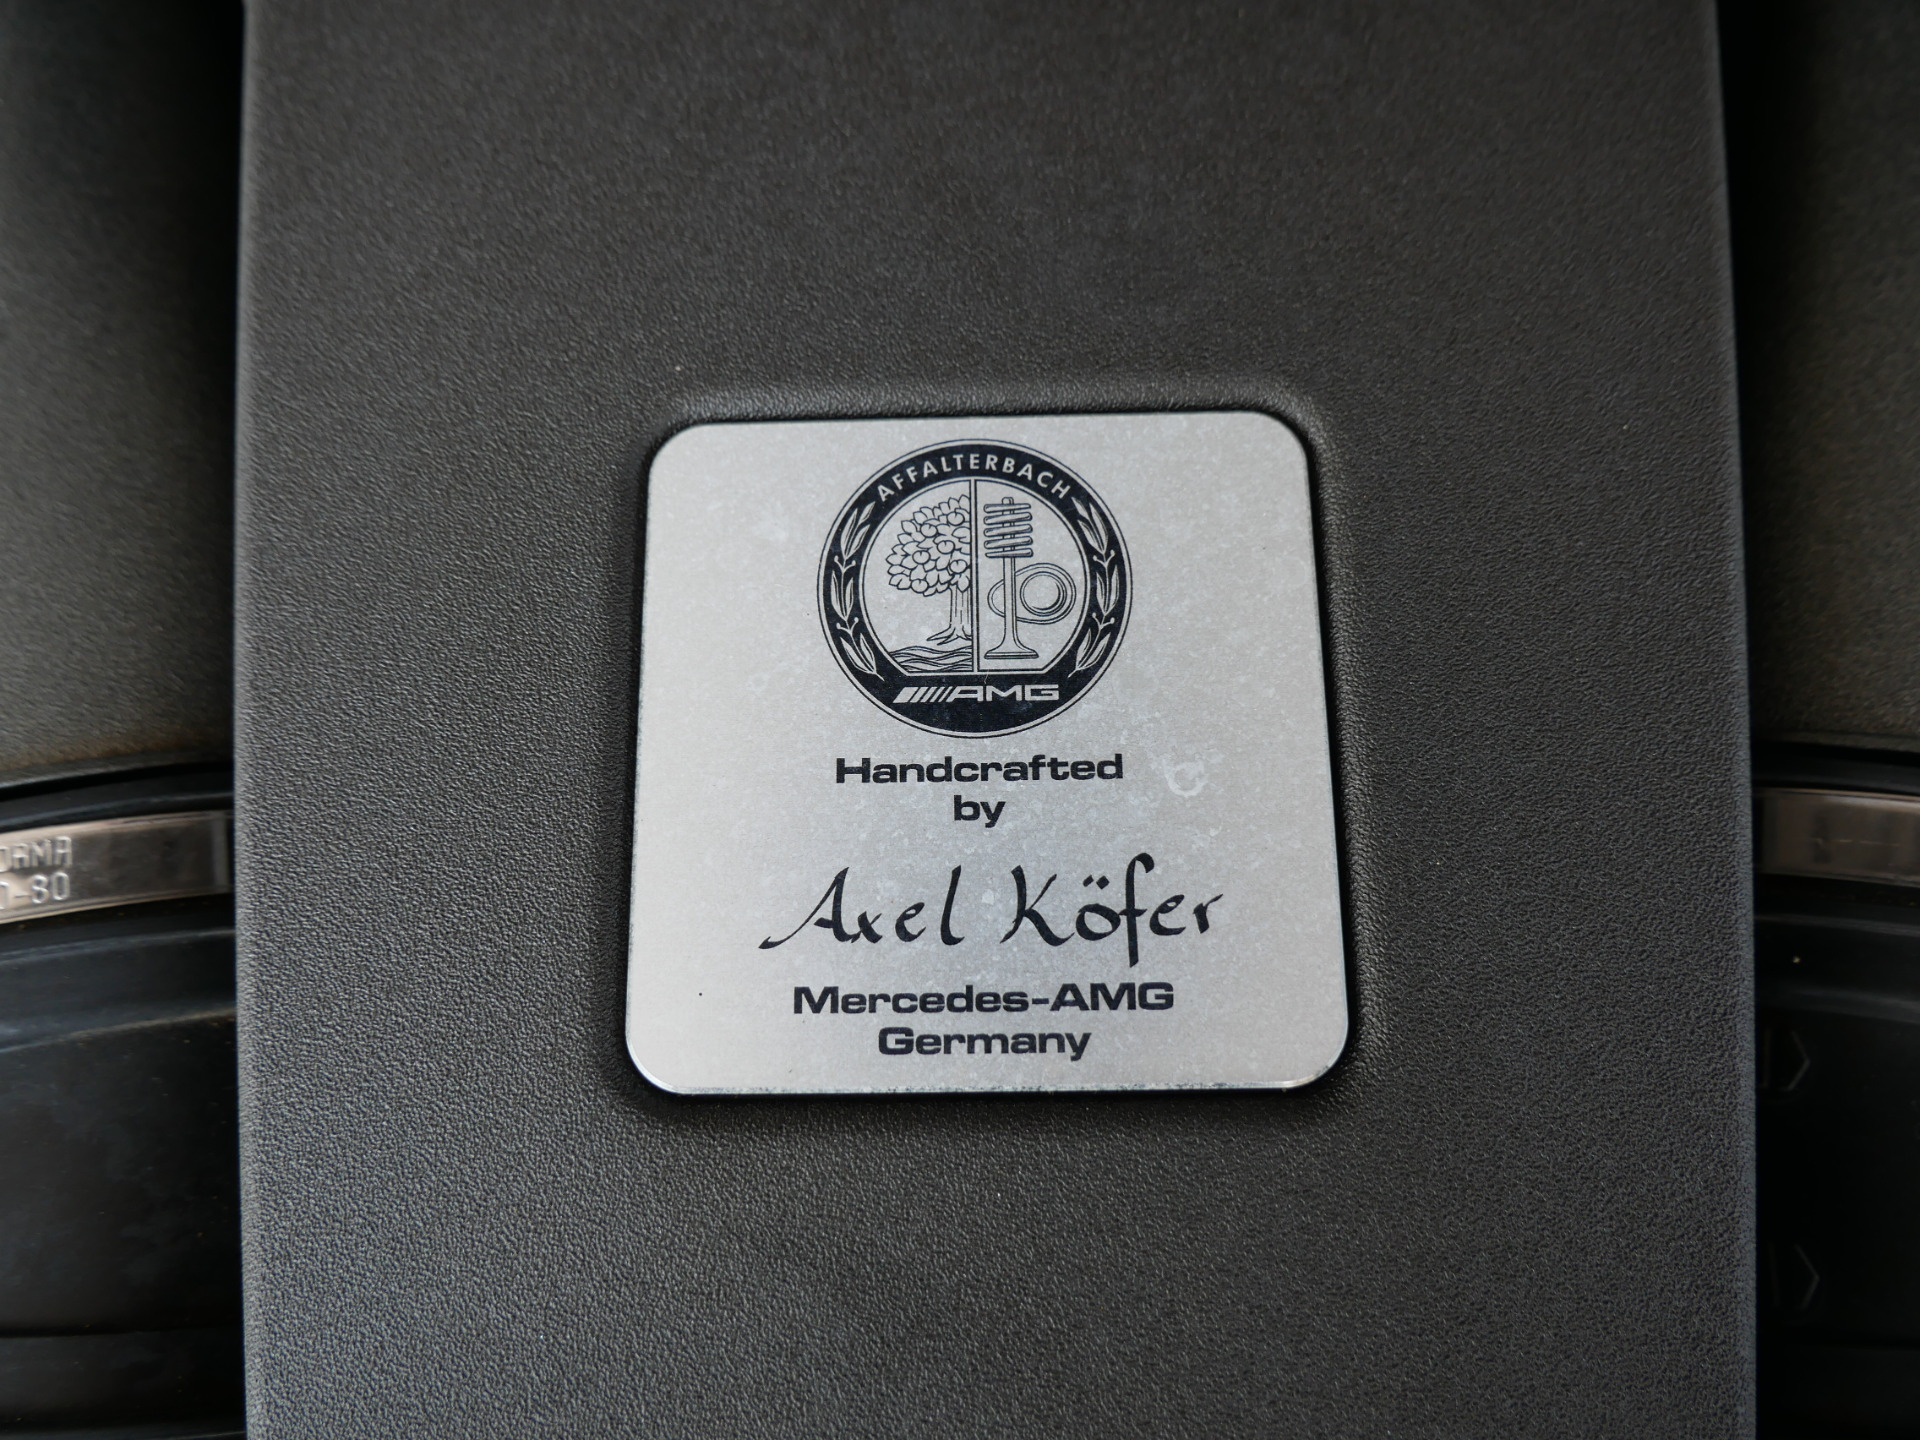 AFFALTERBACH
AMG
Handcrafted
by
Axel Köfer
Mercedes-AMG
Germany